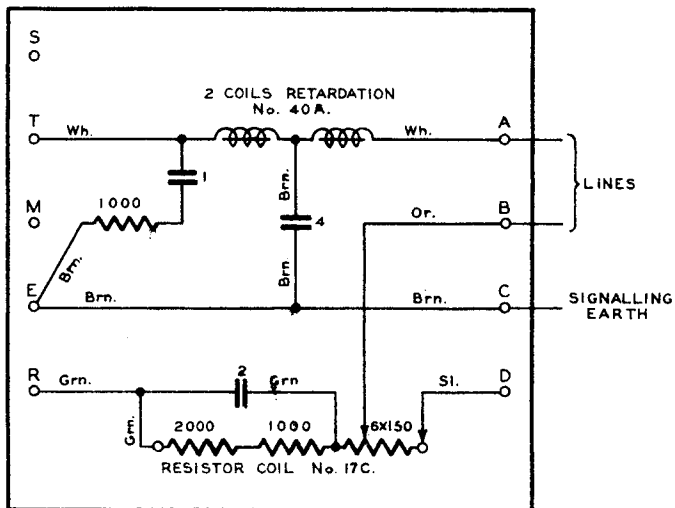 S
2 COILS RETARDATION
No. 40A.
T
Wh.
Wh.
A
1
Brn.
LINES
M
1000
4
Or.
B
Brn.
Brn.
E
Brn.
Brn.
C
SIGNALLING
EARTH
R
Grn.
2
Grn
Sl.
D
Grn.
2000
1000
6X150
RESISTOR COIL No. 17C.